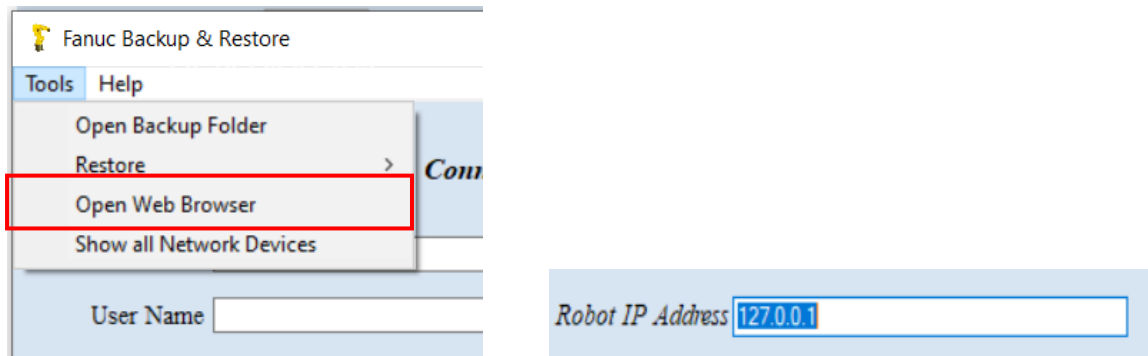 Fanuc Backup & Restore
Tools Help
Open Backup Folder
Restore
Open Web Browser
Show all Network Devices
User Name
Robot IP Address 127.0.0.1